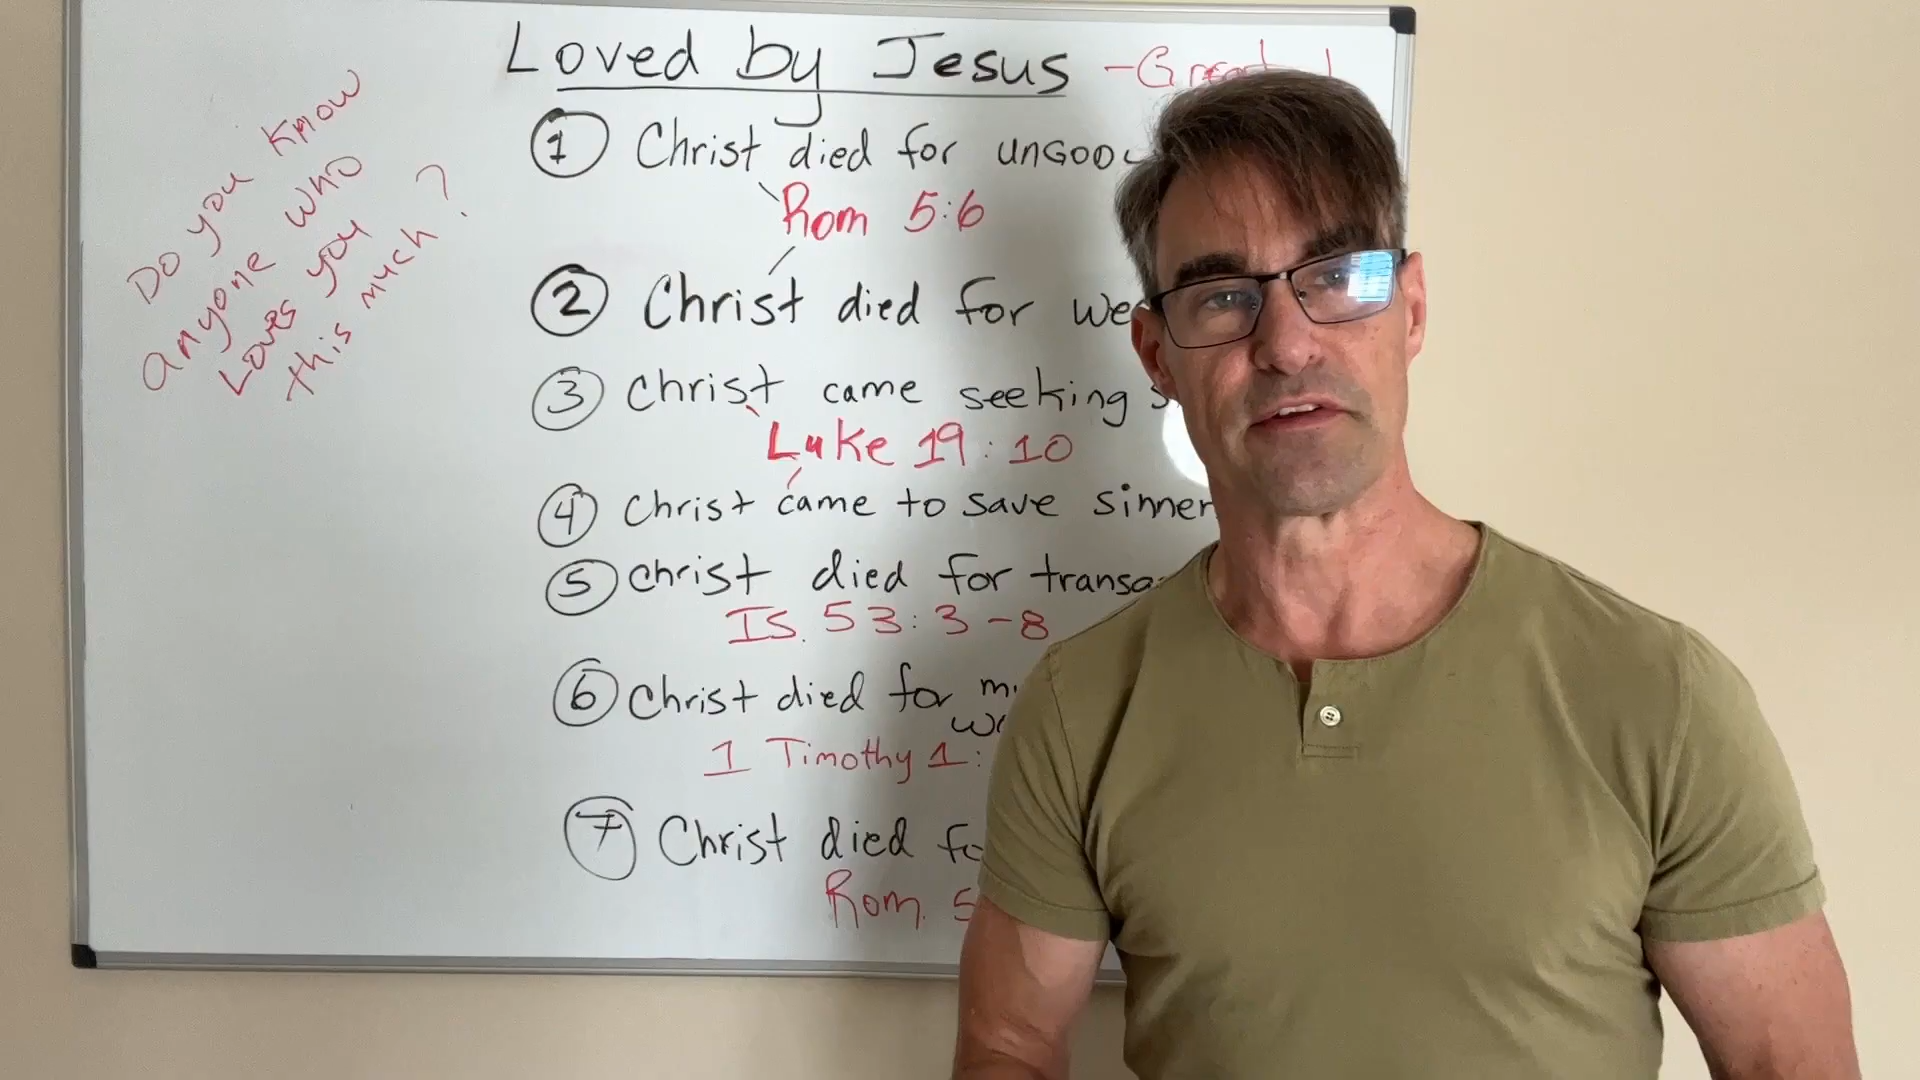 Loved by Jesus
Do you know
anyone who
Loves you
this much?
1 Christ died for
Rom 5:6
2 Christ died for
3 Christ came seeking
Luke 19:10
4 Christ came to save
5 Christ died for
Is. 53:3-8
6 Christ died for
1 Timothy 1:
7 Christ died
Rom.